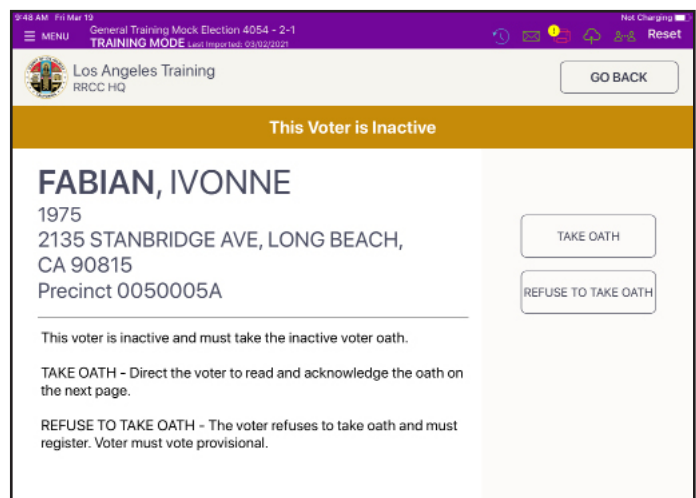 9:48 AM Fri Mar 19
Not Charging
MENU
General Training Mock Election 4054 - 2-1
TRAINING MODE Last Imported: 03/02/2021
Reset
Los Angeles Training
RRCC HQ
GO BACK
This Voter is Inactive
FABIAN, IVONNE
1975
2135 STANBRIDGE AVE, LONG BEACH,
CA 90815
Precinct 0050005A
TAKE OATH
REFUSE TO TAKE OATH
This voter is inactive and must take the inactive voter oath.
TAKE OATH - Direct the voter to read and acknowledge the oath on
the next page.
REFUSE TO TAKE OATH - The voter refuses to take oath and must
register. Voter must vote provisional.